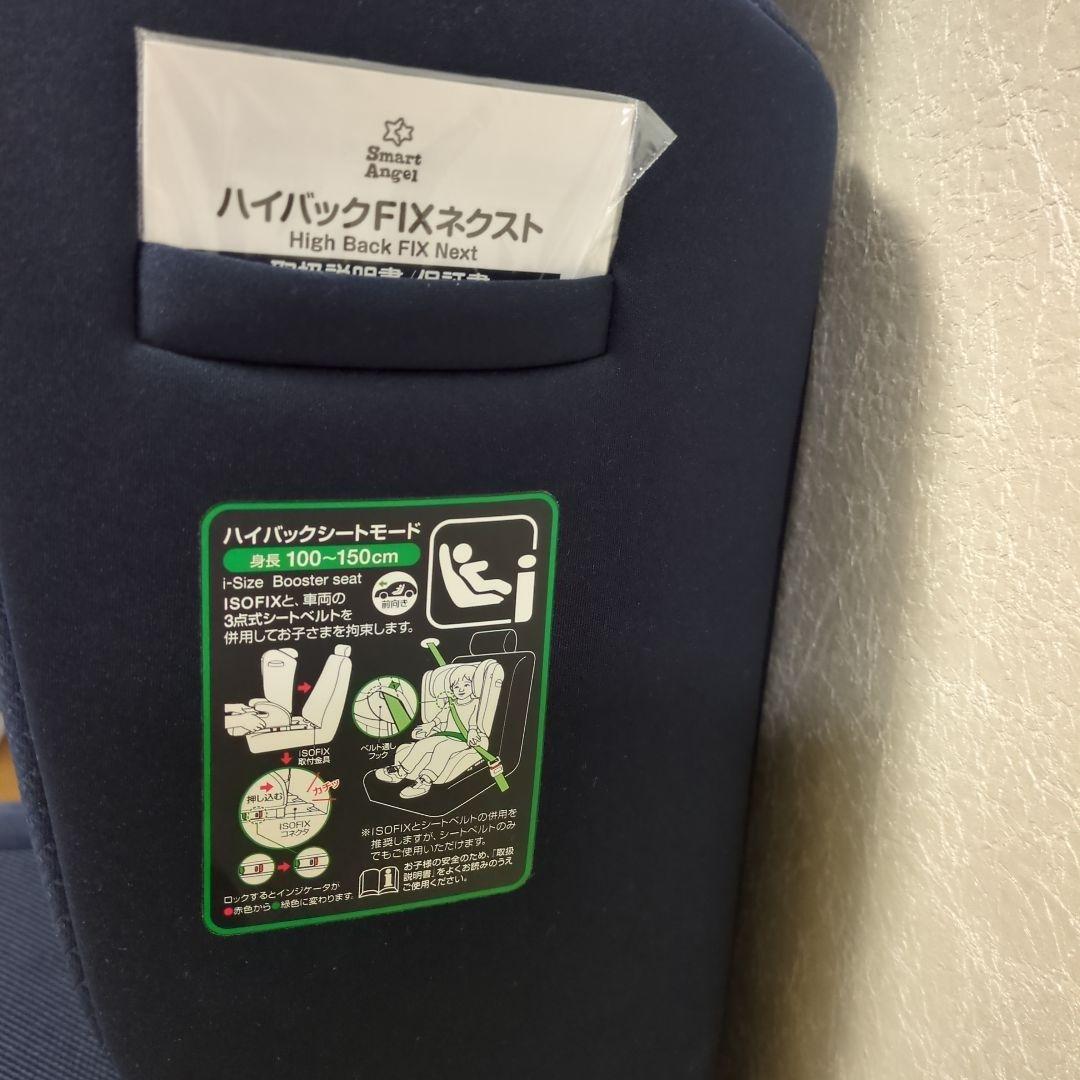 Smart
Angel
ハイバックFIXネクスト
High Back FIX Next
取扱説明書/保証書
ハイバックシートモード
身長 100～150cm
i-Size Booster seat
前向き
ISOFIXと、車両の
3点式シートベルトを
併用してお子さまを拘束します。
i
ISOFIX
取付金具
ベルト通し
フック
押し込む
カチッ
ISOFIX
コネクタ
※ISOFIXとシートベルトの併用を
推奨しますが、シートベルトのみ
でもご使用いただけます。
お子様の安全のため、「取扱
説明書」をよくお読みのうえ
ご使用ください。
ロックするとインジケータが
●赤色から●緑色に変わります。